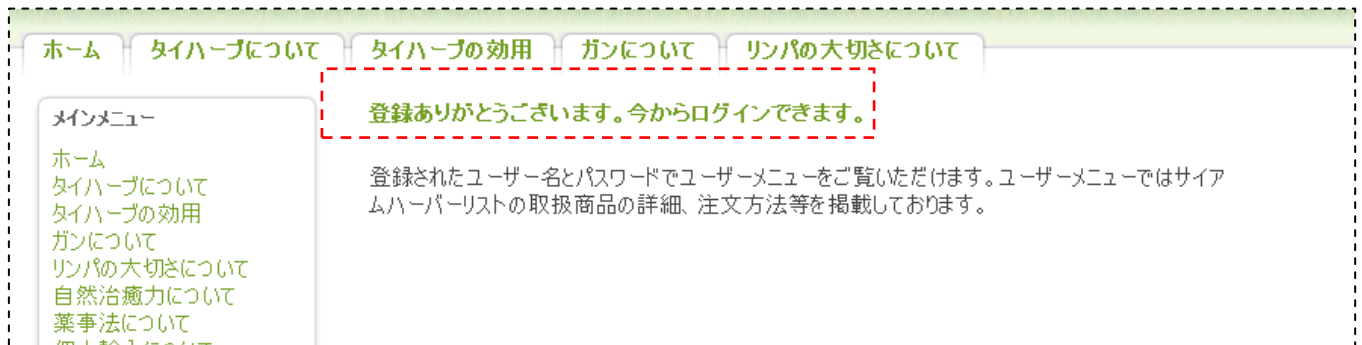 ホーム タイハーブについて タイハーブの効用 ガンについて リンパの大切さについて
メインメニュー
ホーム
タイハーブについて
タイハーブの効用
ガンについて
リンパの大切さについて
自然治癒力について
薬事法について
登録ありがとうございます。今からログインできます。
登録されたユーザー名とパスワードでユーザーメニューをご覧いただけます。ユーザーメニューではサイア
ムハーバーリストの取扱商品の詳細、注文方法等を掲載しております。